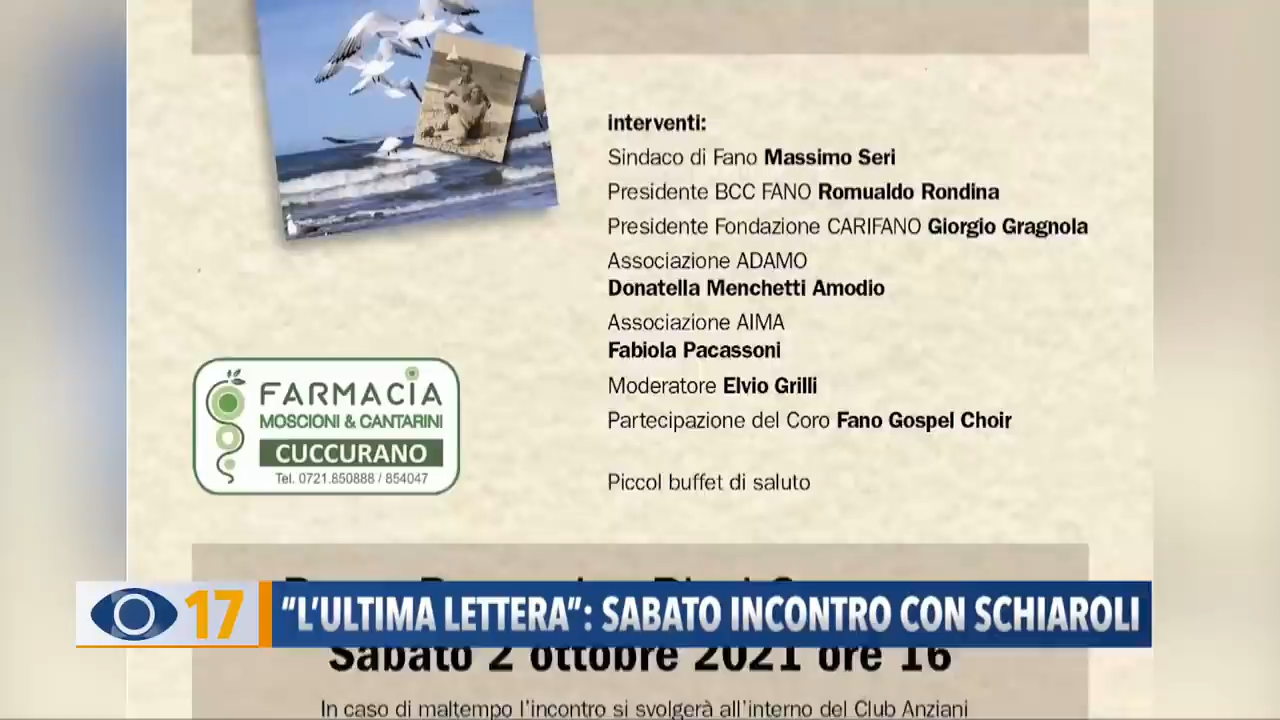 interventi:
Sindaco di Fano Massimo Seri
Presidente BCC FANO Romualdo Rondina
Presidente Fondazione CARIFANO Giorgio Gragnola
Associazione ADAMO
Donatella Menchetti Amodio
Associazione AIMA
Fabiola Pacassoni
Moderatore Elvio Grilli
Partecipazione del Coro Fano Gospel Choir
Piccol buffet di saluto
FARMACIA
MOSCIONI & CANTARINI
CUCCURANO
Tel. 0721.850888 / 854047
17 “L’ULTIMA LETTERA”: SABATO INCONTRO CON SCHIAROLI
Sabato 2 ottobre 2021 ore 16
In caso di maltempo l'incontro si svolgerà all'interno del Club Anziani